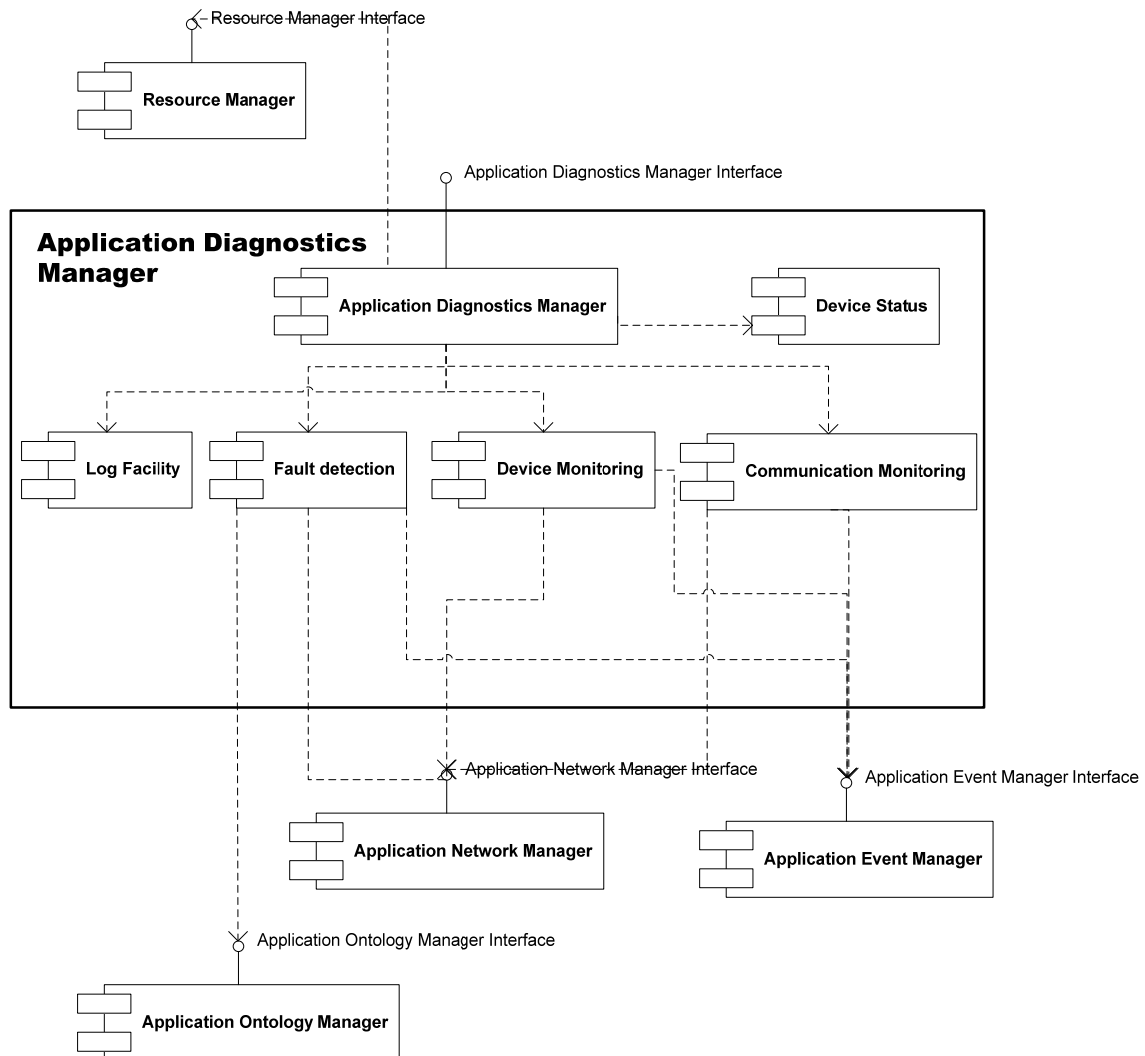 Resource Manager Interface
Resource Manager
Application Diagnostics Manager Interface
Application Diagnostics
Manager
Application Diagnostics Manager
Device Status
Log Facility
Fault detection
Device Monitoring
Communication Monitoring
Application Network Manager Interface
Application Event Manager Interface
Application Network Manager
Application Event Manager
Application Ontology Manager Interface
Application Ontology Manager